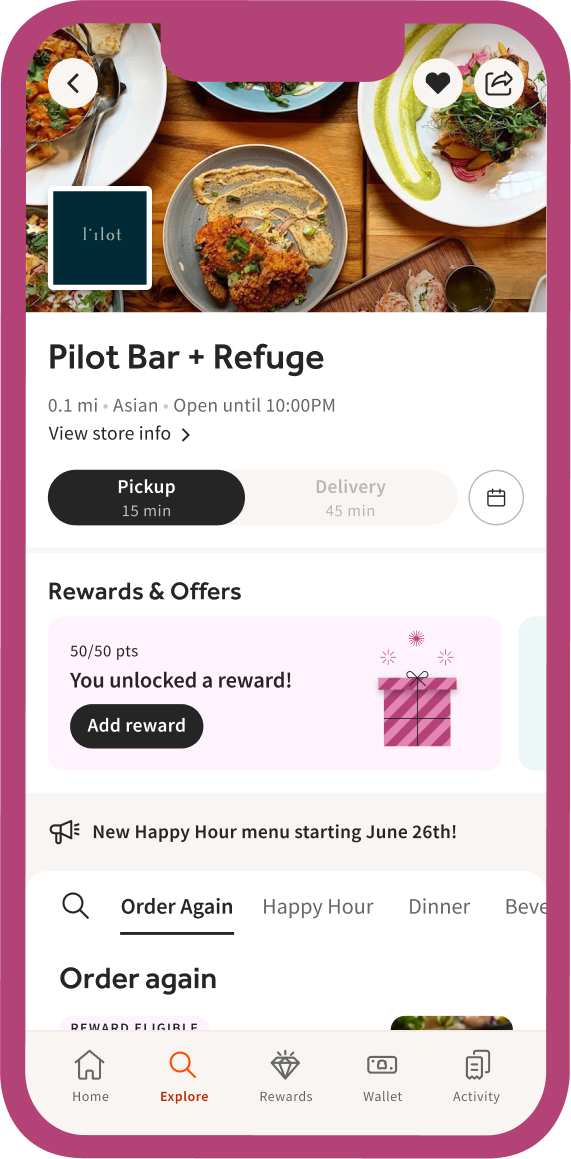 l'ılot
Pilot Bar + Refuge
0.1 mi • Asian • Open until 10:00PM
View store info
Pickup
15 min
Delivery
45 min
Rewards & Offers
50/50 pts
You unlocked a reward!
Add reward
New Happy Hour menu starting June 26th!
Order Again
Happy Hour
Dinner
Beve
Order again
REWARD ELIGIBLE
Home
Explore
Rewards
Wallet
Activity